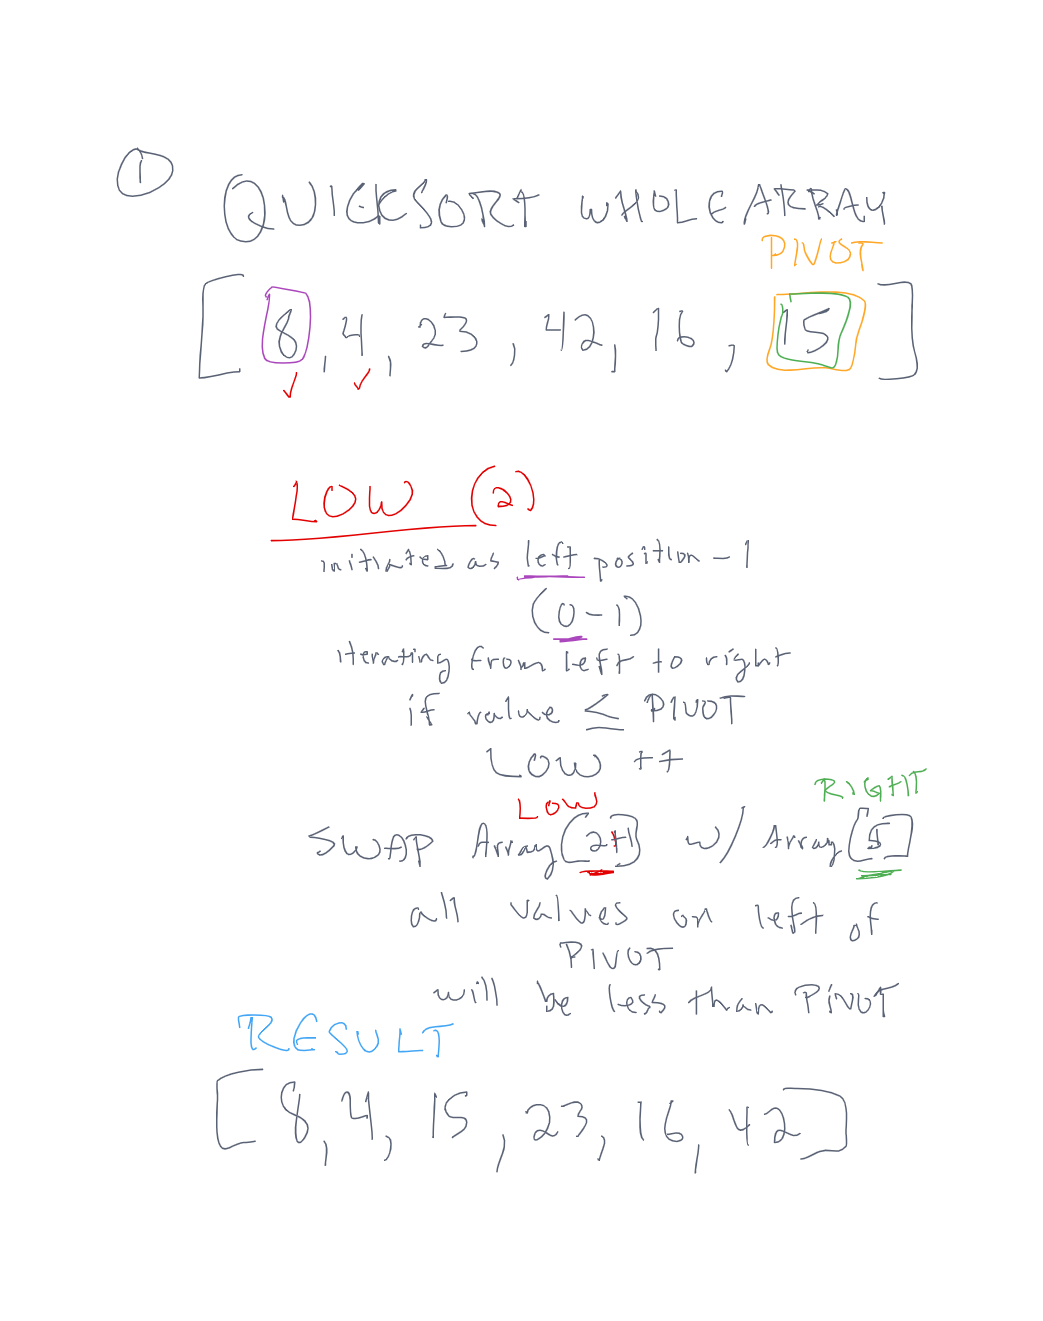 1
QUICKSORT WHOLE ARRAY
PIVOT
[ 8, 4, 23, 42, 16, 15 ]
✓ ✓
LOW (2)
initiated as left position - 1
(0-1)
iterating from left to right
if value ≤ PIVOT
LOW ++
LOW RIGHT
SWAP Array[2+1] w/ Array[5]
all values on left of
PIVOT
will be less than PIVOT
RESULT
[8, 4, 15, 23, 16, 42]